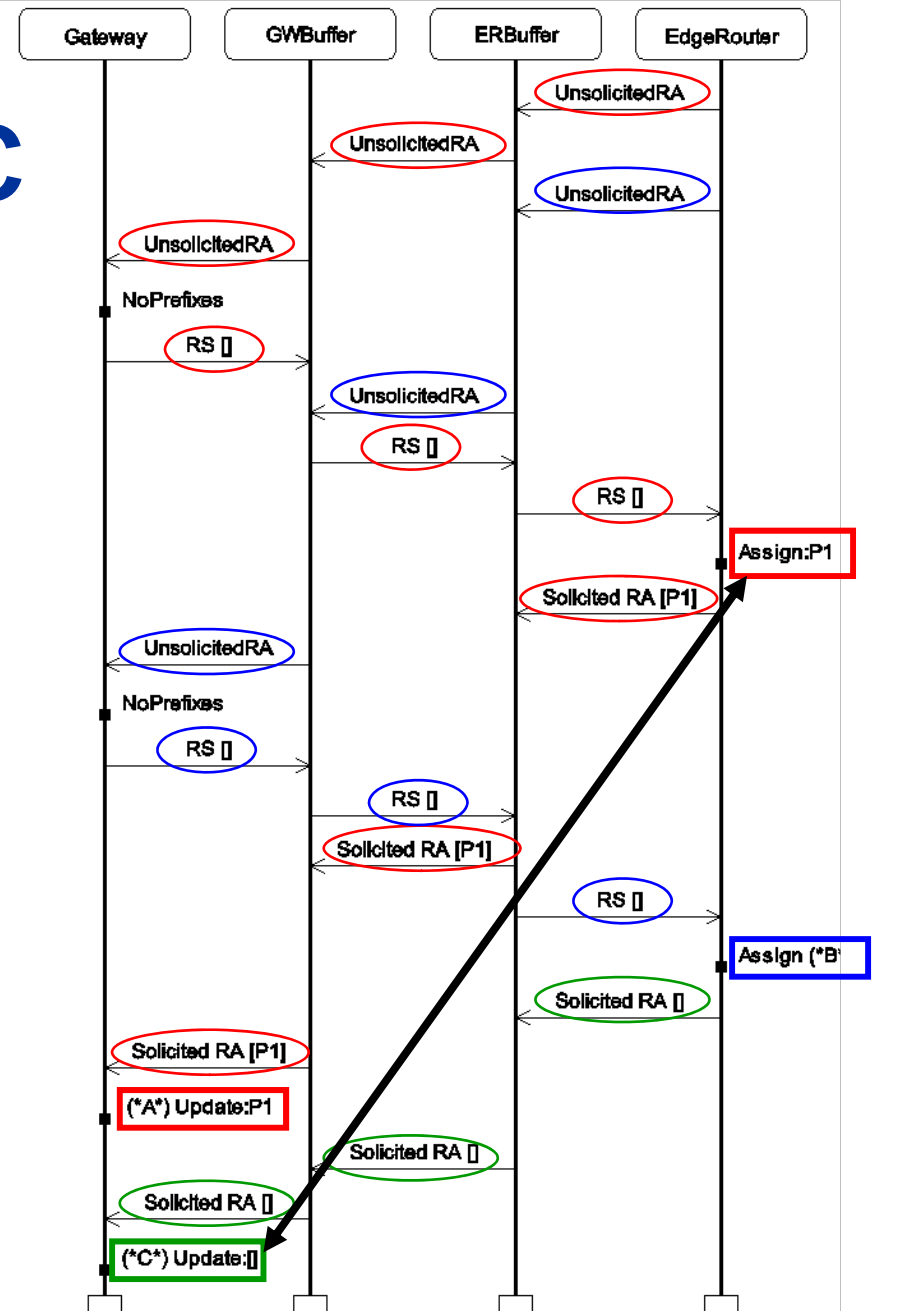 Gateway
GWBuffer
ERBuffer
EdgeRouter
UnsolicitedRA
UnsolicitedRA
C
UnsolicitedRA
UnsolicitedRA
NoPrefixes
RS []
UnsolicitedRA
RS []
RS []
Assign:P1
Solicited RA [P1]
UnsolicitedRA
NoPrefixes
RS []
RS []
Solicited RA [P1]
RS []
Assign (*B*
Solicited RA []
Solicited RA [P1]
(*A*) Update:P1
Solicited RA []
Solicited RA []
(*C*) Update:[]